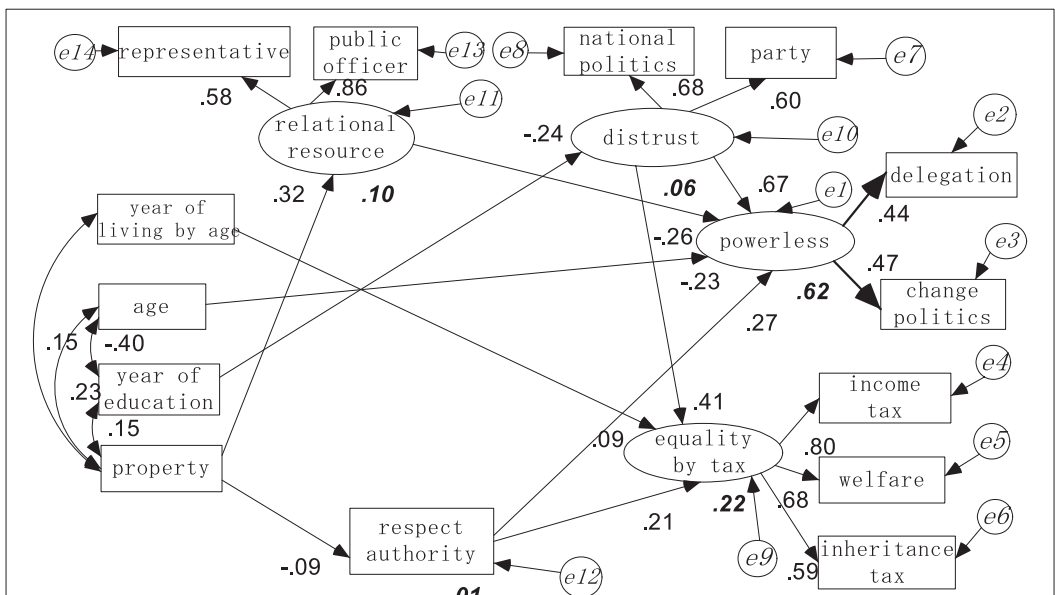 e14
representative
public
officer
e13
e8
national
politics
party
e7
.58
.86
e11
.68
.60
relational
resource
-.24
distrust
e10
e2
delegation
.32
.10
.06
.67
e1
.44
year of
living by age
-.26
powerless
e3
age
-.23
.62
.47
change
politics
.15
-.40
.27
.23
year of
education
income
tax
e4
.15
.41
.09
equality
by tax
.80
e5
property
welfare
respect
authority
.21
.22
.68
e6
e9
inheritance
tax
-.09
e12
.59
.01